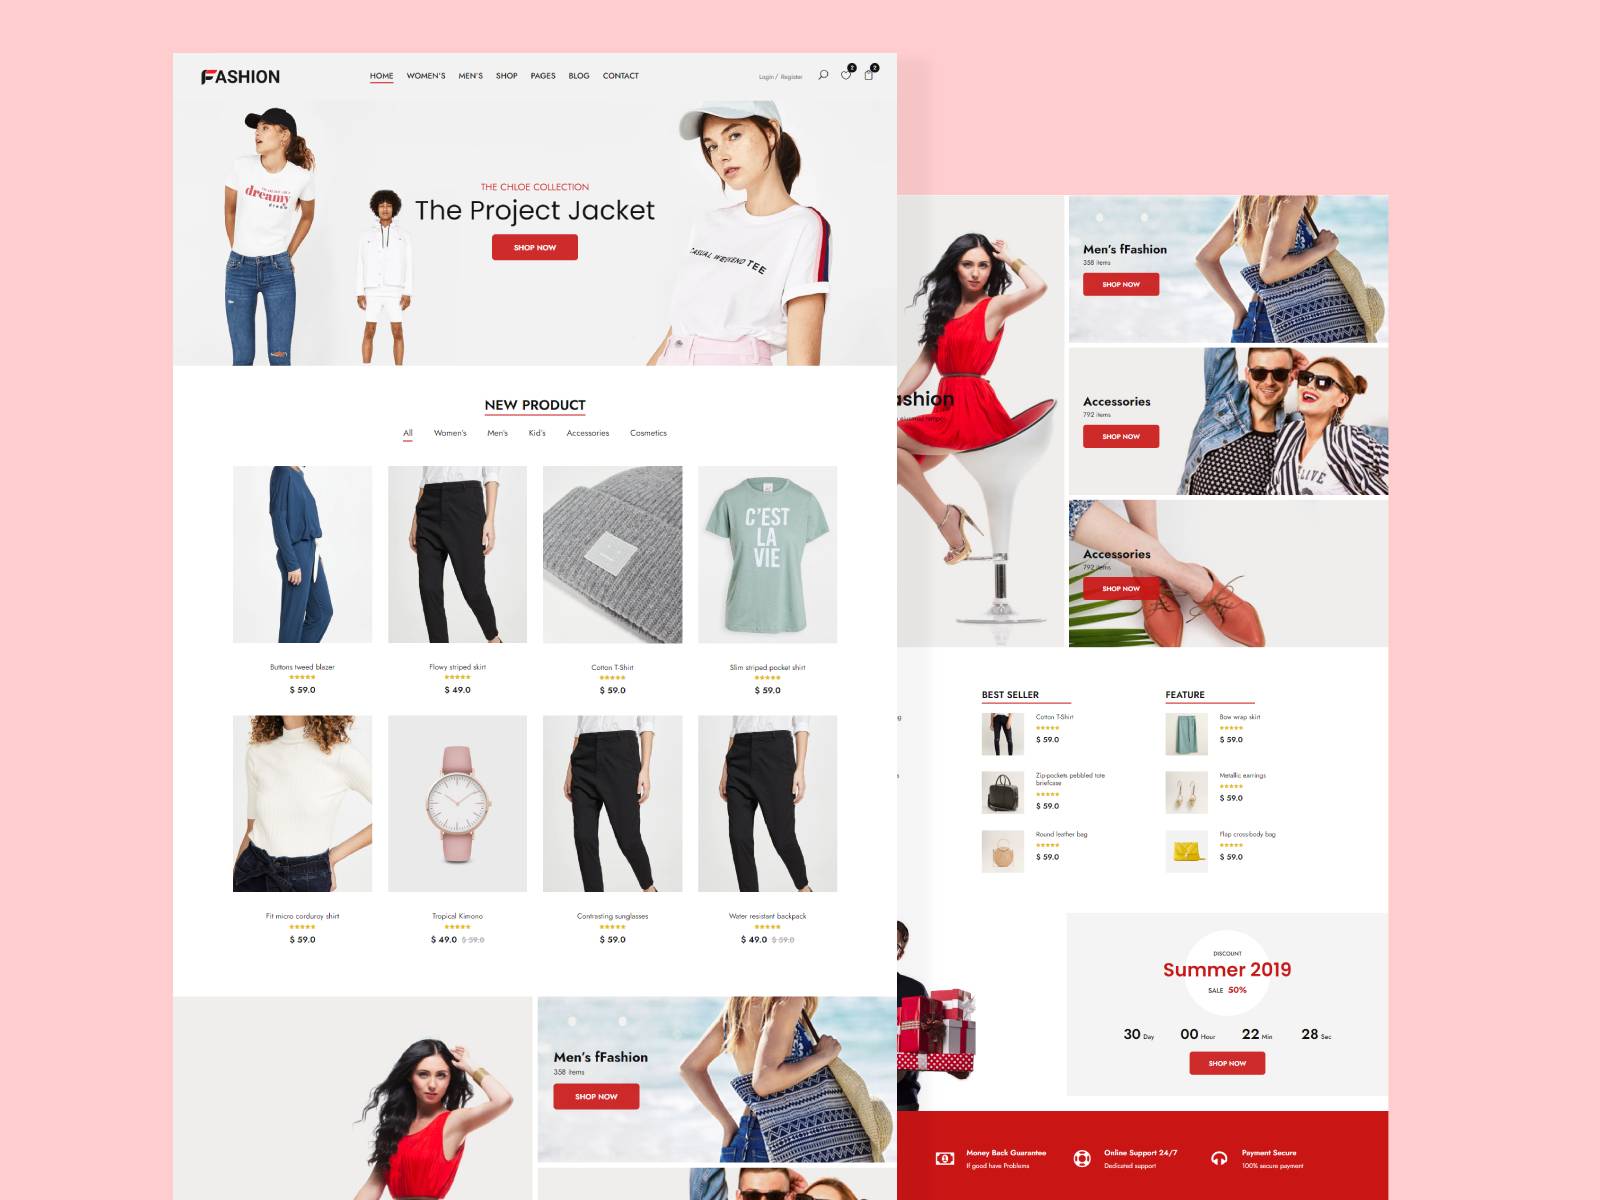 FASHION
HOME WOMEN'S MEN'S SHOP PAGES BLOG CONTACT
Login / Register
2 2
dreamy
THE CHLOE COLLECTION
The Project Jacket
SHOP NOW
CASUAL WEEKEND TEE
NEW PRODUCT
All Women's Men's Kid's Accessories Cosmetics
C'EST
LA
VIE
Buttons tweed blazer
$ 59.0
Flowy striped skirt
$ 49.0
Cotton T-Shirt
$ 59.0
Slim striped pocket shirt
$ 59.0
Fit micro corduroy shirt
$ 59.0
Tropical Kimono
$ 49.0 $ 59.0
Contrasting sunglasses
$ 59.0
Water resistant backpack
$ 49.0 $ 59.0
Men's fFashion
358 items
SHOP NOW
ashion
Men's fFashion
358 items
SHOP NOW
Accessories
792 items
SHOP NOW
Accessories
792 items
SHOP NOW
BEST SELLER
Cotton T-Shirt
$ 59.0
Zip-pockets pebbled tote
briefcase
$ 59.0
Round leather bag
$ 59.0
FEATURE
Bow wrap skirt
$ 59.0
Metallic earrings
$ 59.0
Flap cross-body bag
$ 59.0
DISCOUNT
Summer 2019
SALE 50%
30 Day 00 Hour 22 Min 28 Sec
SHOP NOW
Money Back Guarantee
If good have Problems
Online Support 24/7
Dedicated support
Payment Secure
100% secure payment